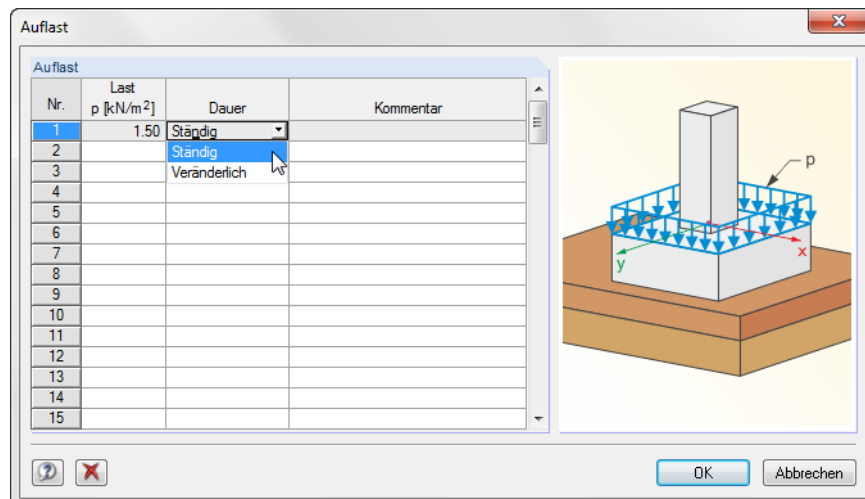 Auflast
Auflast
Nr.
Last
p [kN/m²]
Dauer
Kommentar
1 1.50 Ständig
2 Ständig
3 Veränderlich
4
5
6
7
8
9
10
11
12
13
14
15
p
x
y
OK
Abbrechen